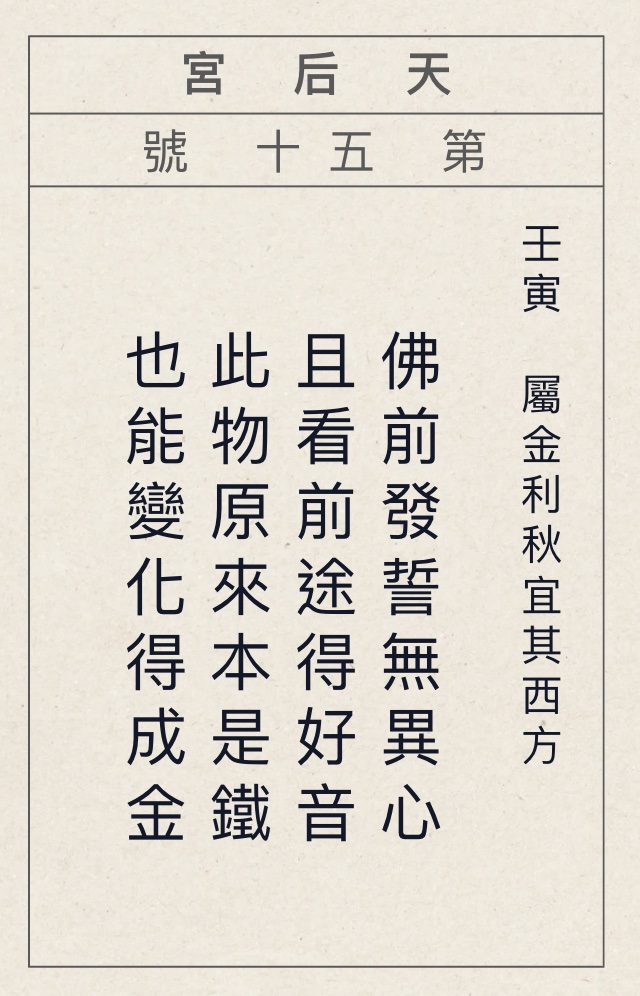 天后宮
第五十號
壬寅 屬金利秋宜其西方
佛前發誓無異心
且看前途得好音
此物原來本是鐵
也能變化得成金